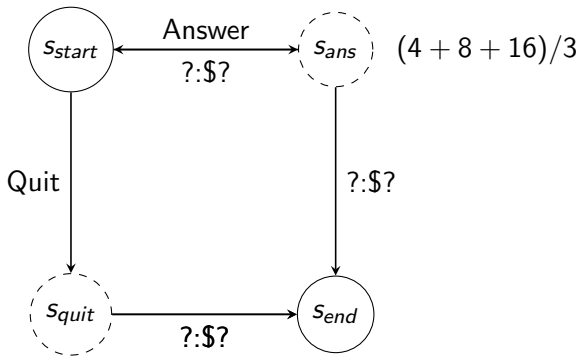 Answer
s_start
s_ans
(4 + 8 + 16)/3
?:$?
Quit
?:$?
s_quit
s_end
?:$?